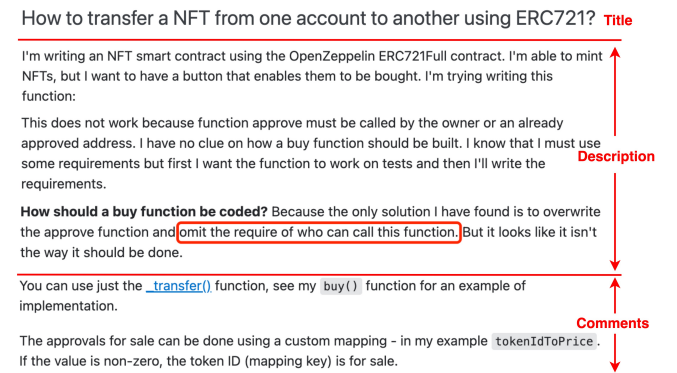 How to transfer a NFT from one account to another using ERC721? Title
I'm writing an NFT smart contract using the OpenZeppelin ERC721Full contract. I'm able to mint
NFTs, but I want to have a button that enables them to be bought. I'm trying writing this
function:
This does not work because function approve must be called by the owner or an already
approved address. I have no clue on how a buy function should be built. I know that I must use
some requirements but first I want the function to work on tests and then I'll write the
Description
requirements.
How should a buy function be coded? Because the only solution I have found is to overwrite
the approve function and omit the require of who can call this function. But it looks like it isn't
the way it should be done.
You can use just the _transfer() function, see my buy() function for an example of
implementation.
Comments
The approvals for sale can be done using a custom mapping - in my example tokenIdToPrice.
If the value is non-zero, the token ID (mapping key) is for sale.